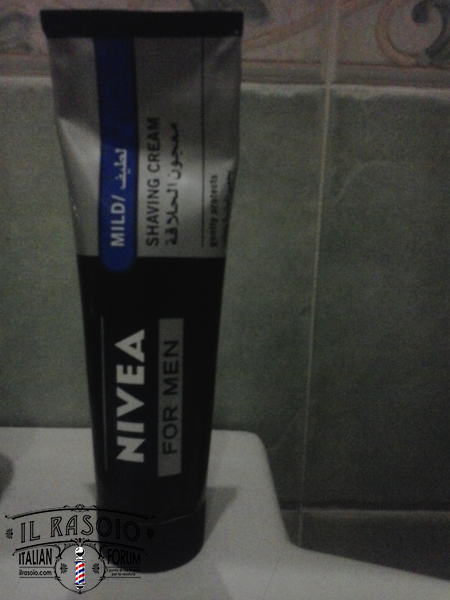 MILD/ لطيف
SHAVING CREAM
معجون الحلاقة
gently protects
NIVEA
FOR MEN
IL RASOIO
ITALIAN FORUM
ilrasoio.com